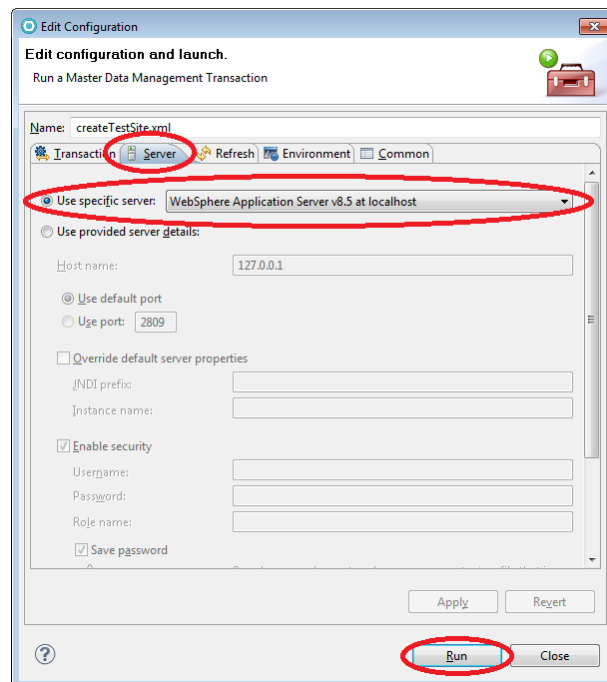 Edit Configuration
Edit configuration and launch.
Run a Master Data Management Transaction
Name: createTestSite.xml
Transaction Server Refresh Environment Common
Use specific server: WebSphere Application Server v8.5 at localhost
Use provided server details:
Host name: 127.0.0.1
Use default port
Use port: 2809
Override default server properties
JNDI prefix:
Instance name:
Enable security
Username:
Password:
Role name:
Save password
Apply Revert
? Run Close